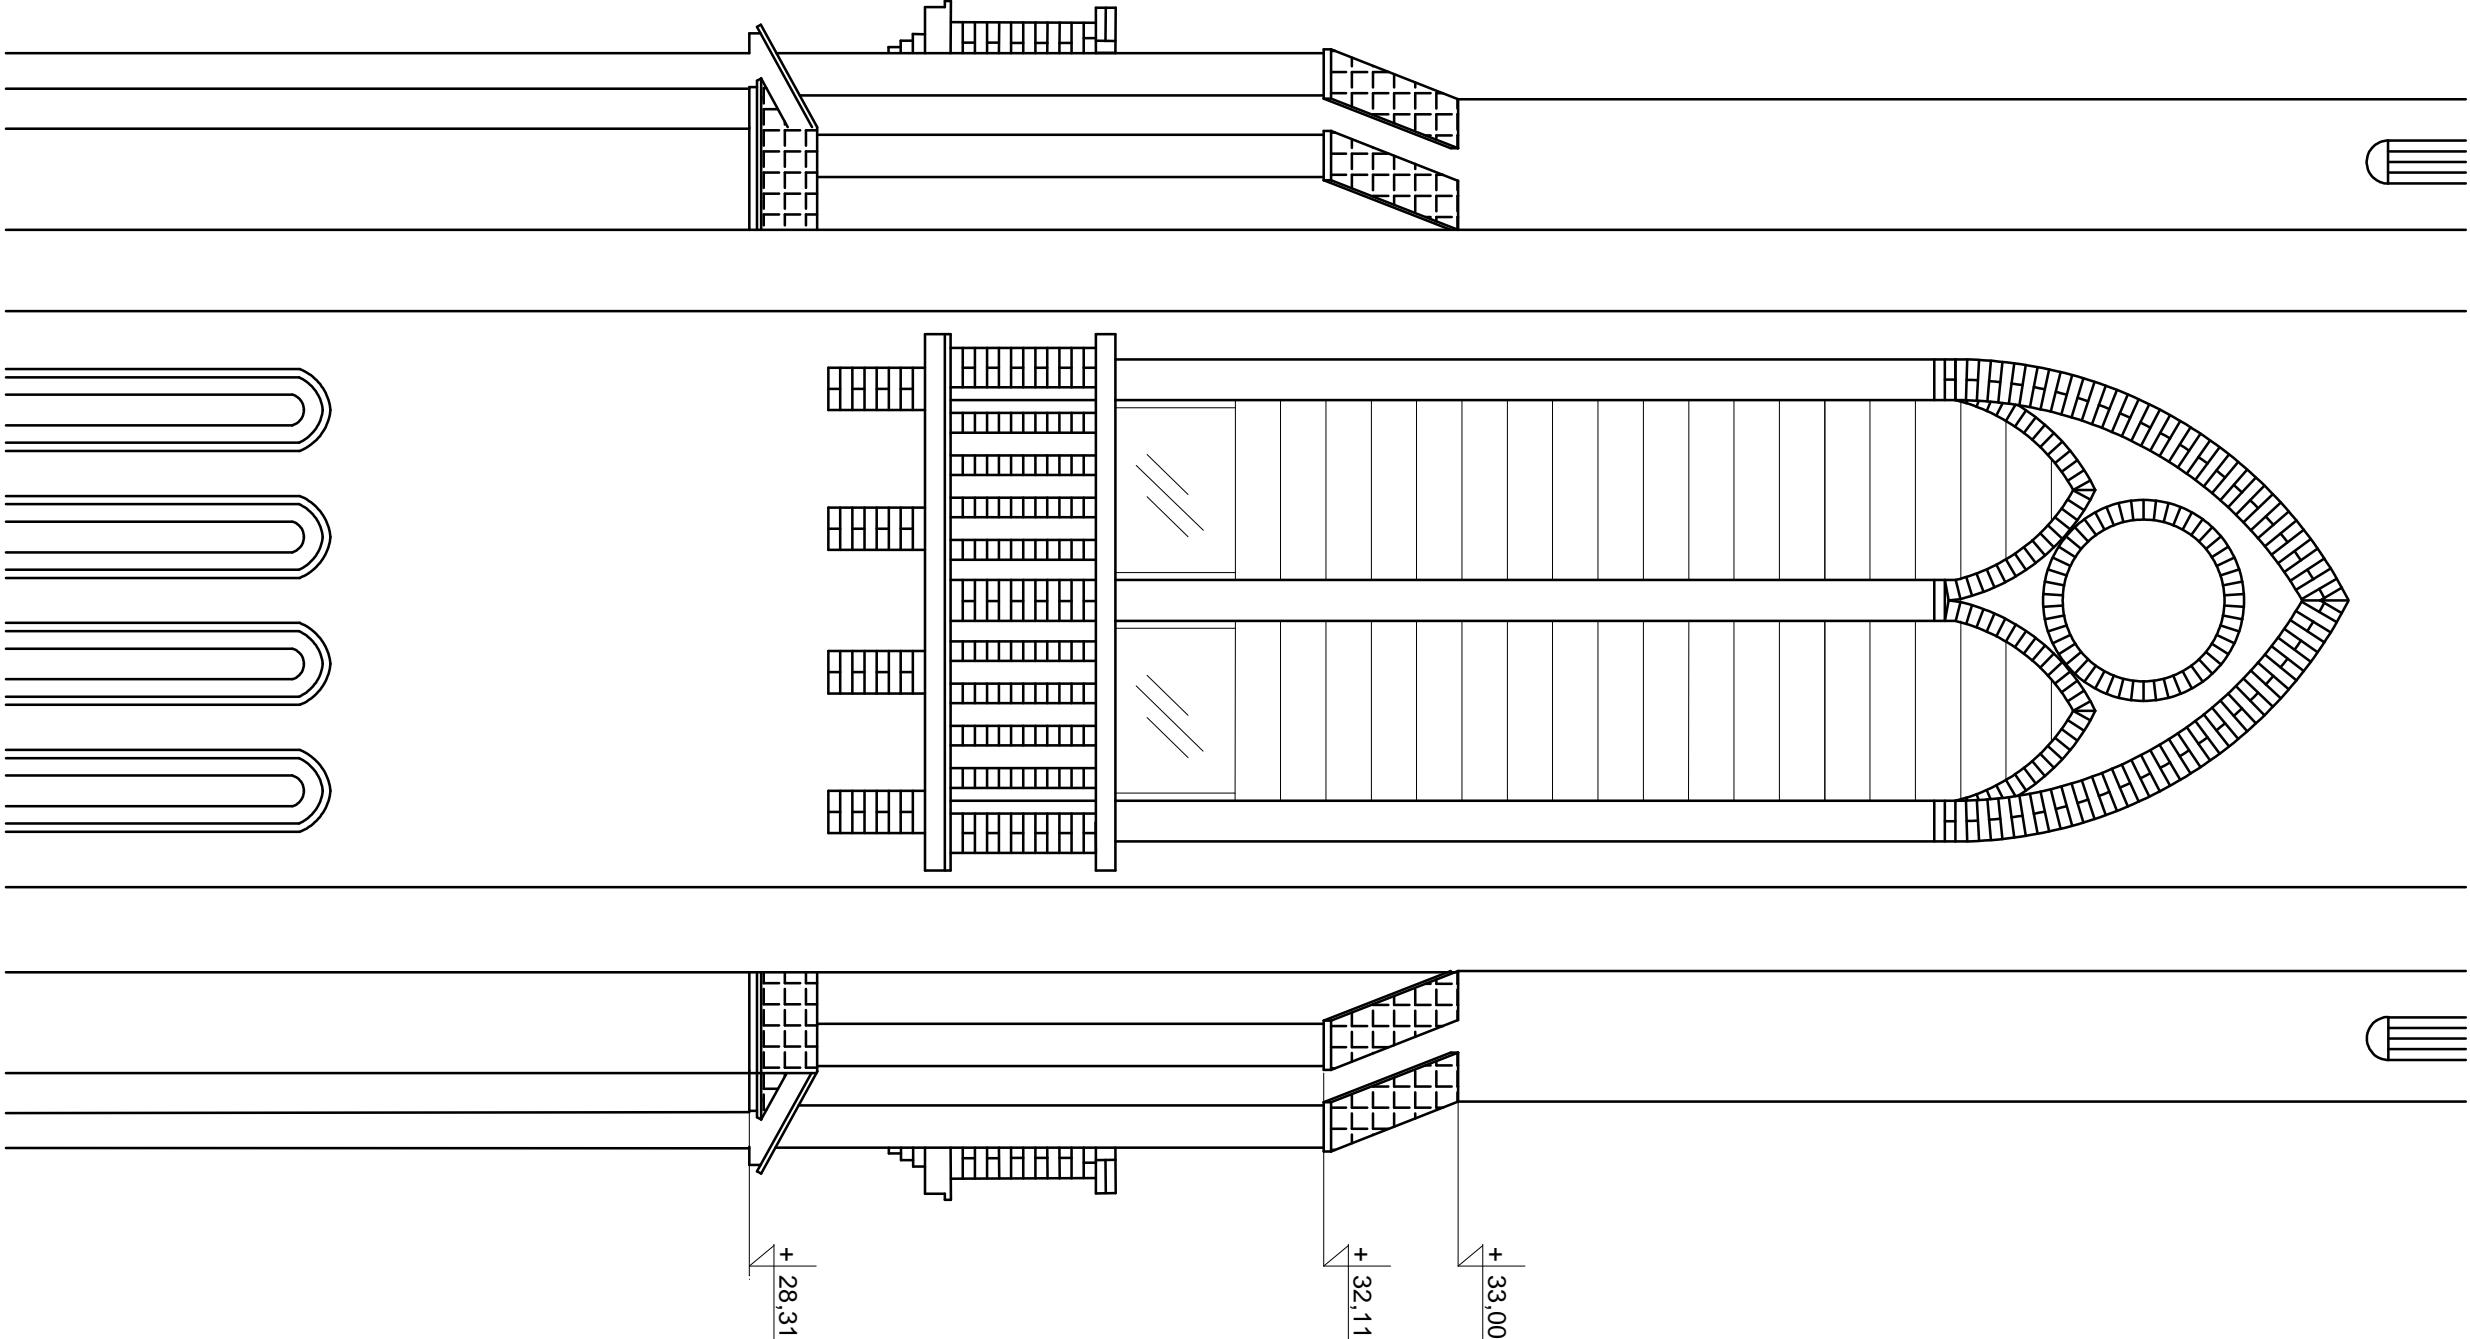 + 28,31
+ 32,11
+ 33,00